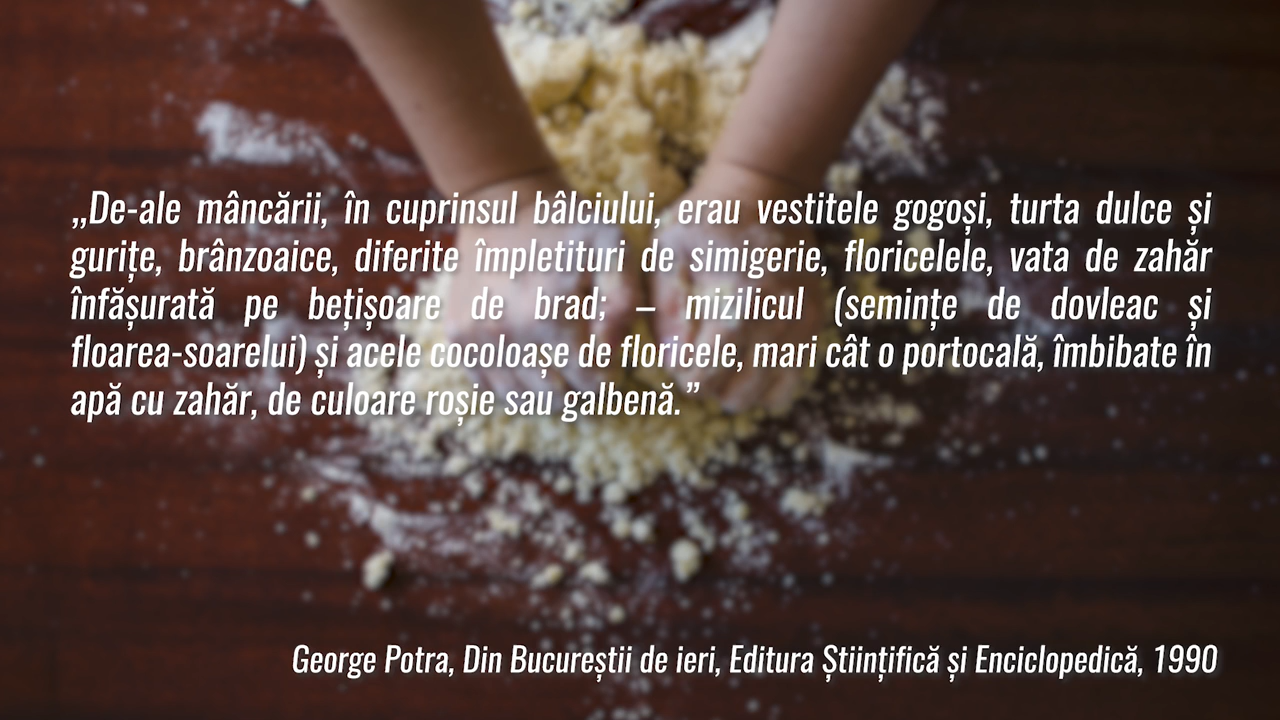 „De-ale mâncării, în cuprinsul bâlciului, erau vestitele gogoși, turta dulce și
gurițe, brânzoaice, diferite împletituri de simigerie, floricelele, vata de zahăr
înfășurată pe bețișoare de brad; – mizilicul (semințe de dovleac și
floarea-soarelui) și acele cocoloașe de floricele, mari cât o portocală, îmbibate în
apă cu zahăr, de culoare roșie sau galbenă.”
George Potra, Din Bucureștii de ieri, Editura Științifică și Enciclopedică, 1990